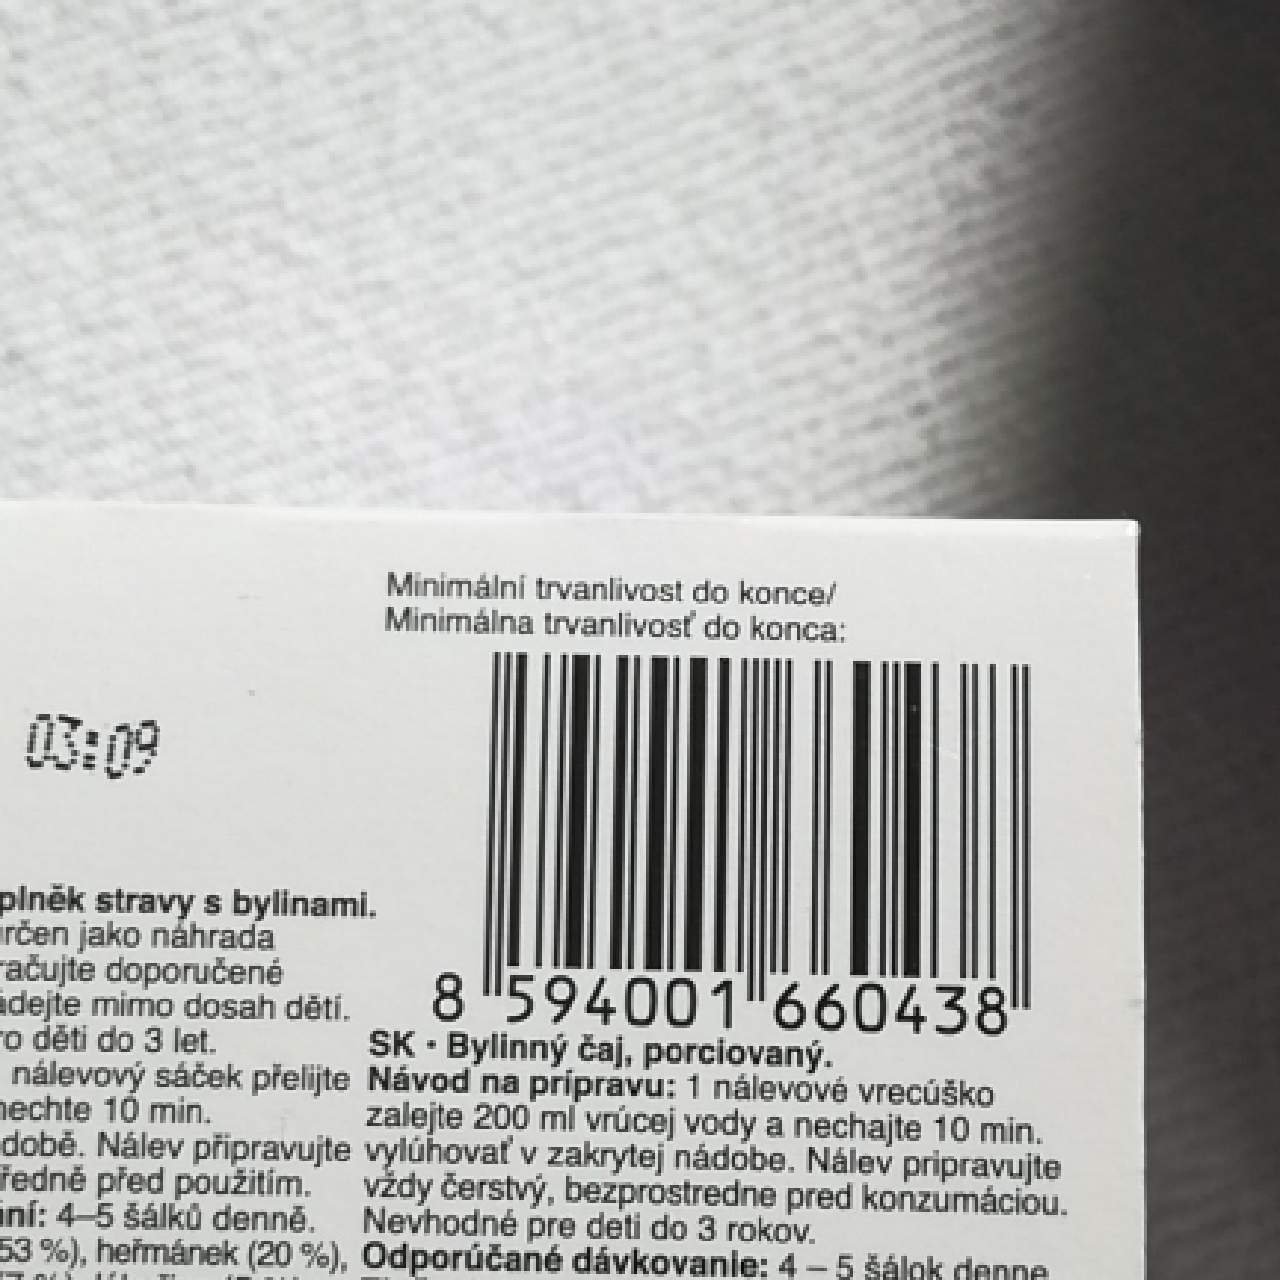 Minimální trvanlivost do konce/
Minimálna trvanlivosť do konca:
03:09
8 594001 660438
plněk stravy s bylinami.
určen jako náhrada
račujte doporučené
ádejte mimo dosah dětí.
ro děti do 3 let.
nálevový sáček přelijte
nechte 10 min.
době. Nálev připravujte
ředně před použitím.
ání: 4–5 šálků denně.
53 %), heřmánek (20 %),
SK • Bylinný čaj, porciovaný.
Návod na prípravu: 1 nálevové vrecúško
zalejte 200 ml vrúcej vody a nechajte 10 min.
vylúhovať v zakrytej nádobe. Nálev pripravujte
vždy čerstvý, bezprostredne pred konzumáciou.
Nevhodné pre deti do 3 rokov.
Odporúčané dávkovanie: 4 – 5 šálok denne